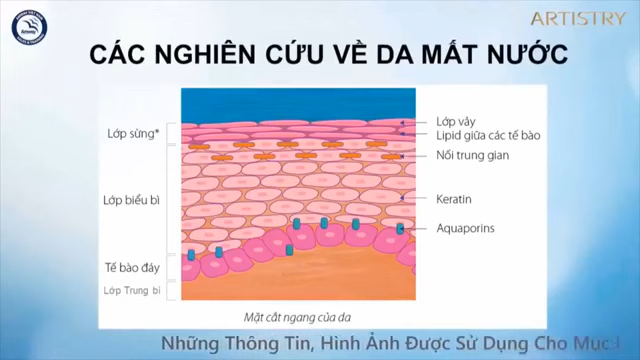 ARTISTRY
CÁC NGHIÊN CỨU VỀ DA MẤT NƯỚC
Lớp sừng*
Lớp biểu bì
Tế bào đáy
Lớp Trung bì
Lớp vảy
Lipid giữa các tế bào
Nối trung gian
Keratin
Aquaporins
Mặt cắt ngang của da
Những Thông Tin, Hình Ảnh Được Sử Dụng Cho Mục